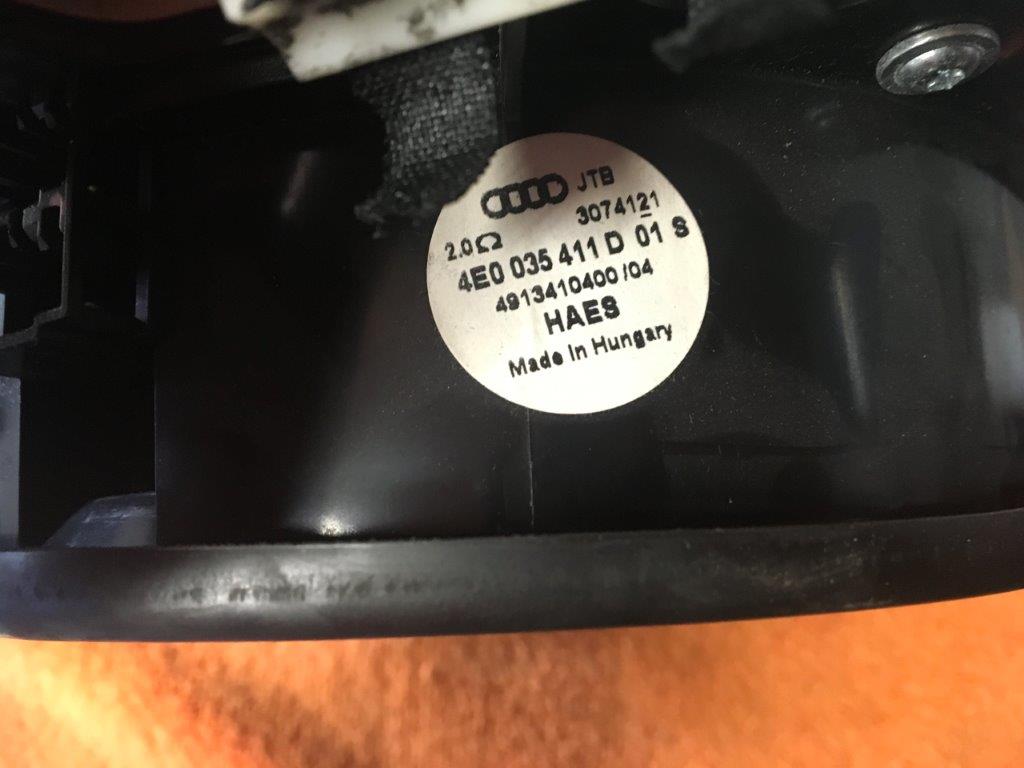 JTB
3074121
2.0Ω
4E0 035 411 D 01 S
4913410400/04
HAES
Made in Hungary